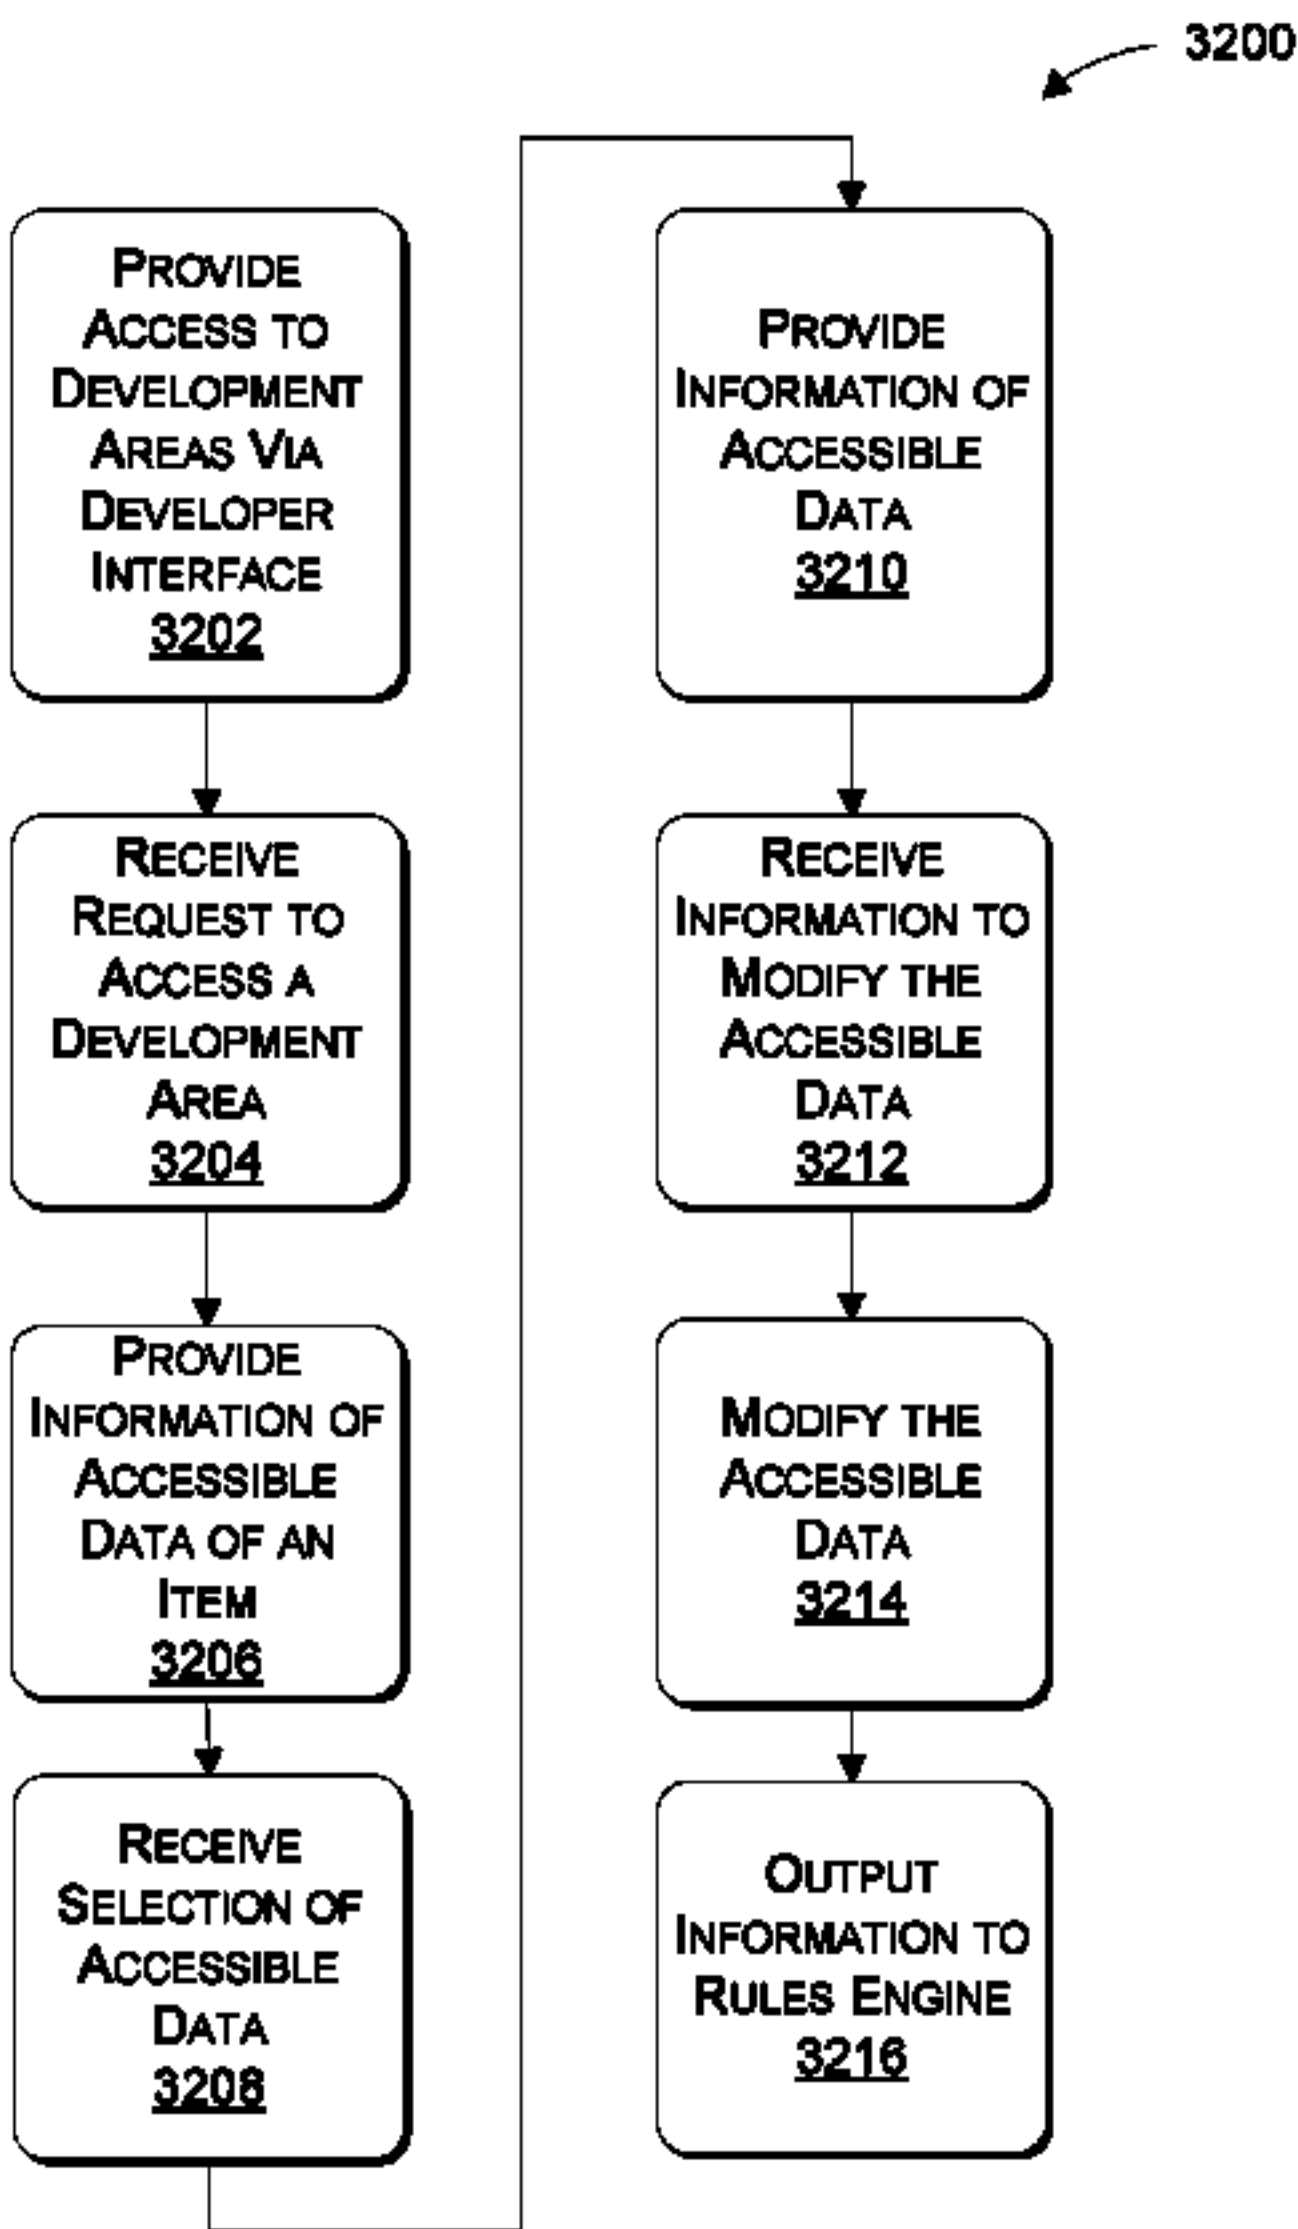 3200
PROVIDE
ACCESS TO
DEVELOPMENT
AREAS VIA
DEVELOPER
INTERFACE
3202
RECEIVE
REQUEST TO
ACCESS A
DEVELOPMENT
AREA
3204
PROVIDE
INFORMATION OF
ACCESSIBLE
DATA OF AN
ITEM
3206
RECEIVE
SELECTION OF
ACCESSIBLE
DATA
3208
PROVIDE
INFORMATION OF
ACCESSIBLE
DATA
3210
RECEIVE
INFORMATION TO
MODIFY THE
ACCESSIBLE
DATA
3212
MODIFY THE
ACCESSIBLE
DATA
3214
OUTPUT
INFORMATION TO
RULES ENGINE
3216